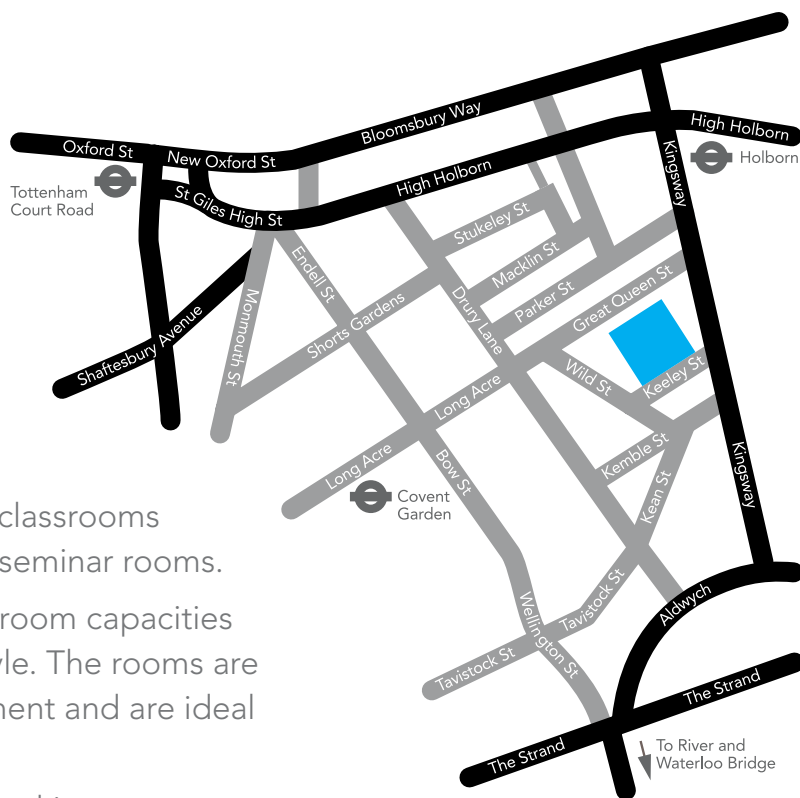 Bloomsbury Way
High Holborn
Oxford St
New Oxford St
Holborn
Kingsway
High Holborn
Tottenham
Court Road
St Giles High St
Stukeley St
Macklin St
Endell St
Parker St
Great Queen St
Monmouth St
Shorts Gardens
Drury Lane
Shaftesbury Avenue
Wild St
Keeley St
Long Acre
Long Acre
Kemble St
Bow St
Kean St
Kingsway
Covent
Garden
classrooms
seminar rooms.
room capacities
yle. The rooms are
ment and are ideal
Aldwych
Tavistock St
Wellington St
Tavistock St
The Strand
The Strand
To River and
Waterloo Bridge